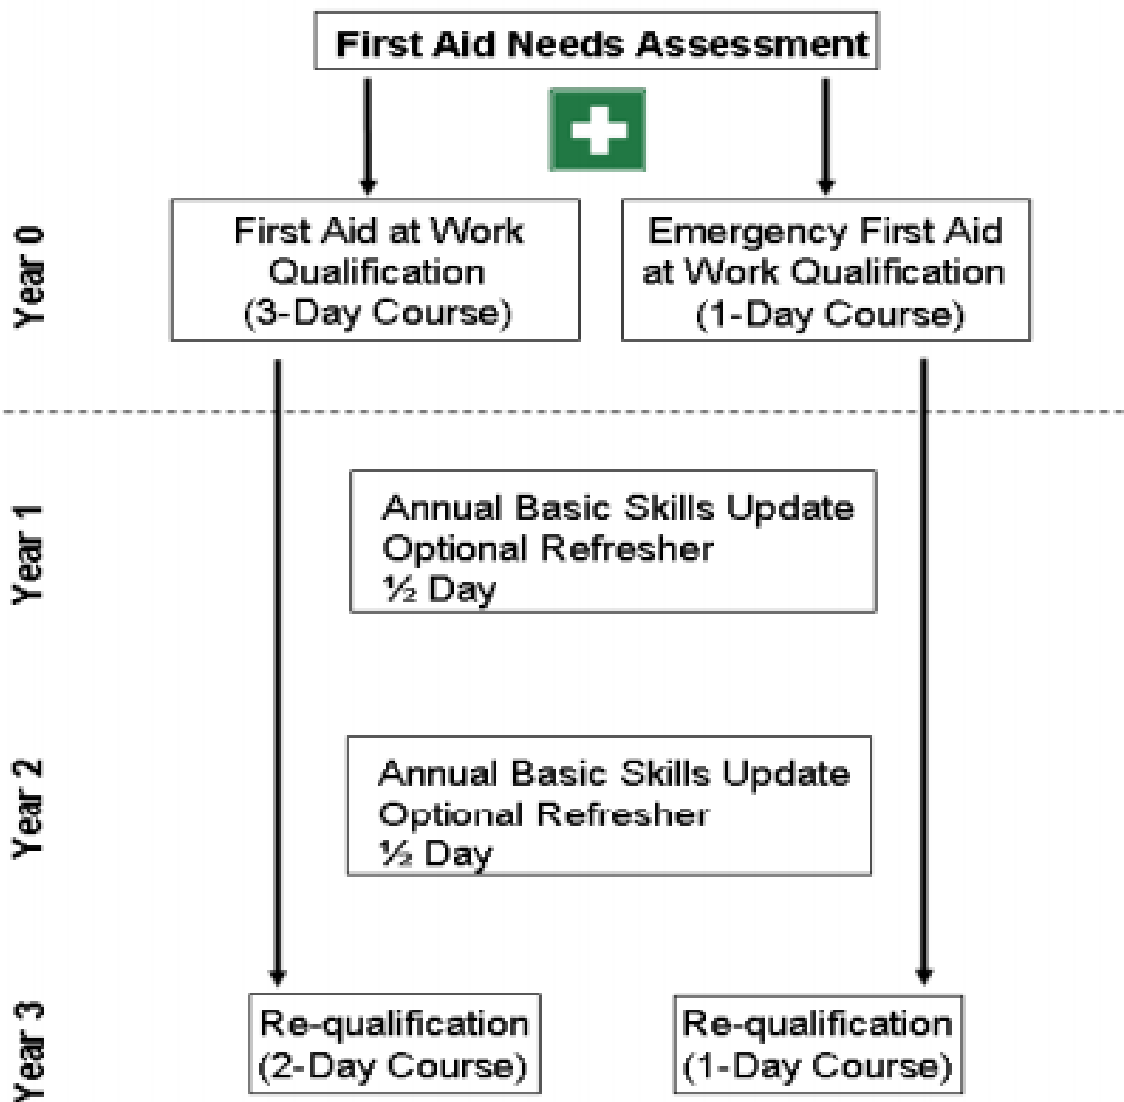 First Aid Needs Assessment
Year 0
First Aid at Work
Qualification
(3-Day Course)
Emergency First Aid
at Work Qualification
(1-Day Course)
Year 1
Annual Basic Skills Update
Optional Refresher
½ Day
Year 2
Annual Basic Skills Update
Optional Refresher
½ Day
Year 3
Re-qualification
(2-Day Course)
Re-qualification
(1-Day Course)